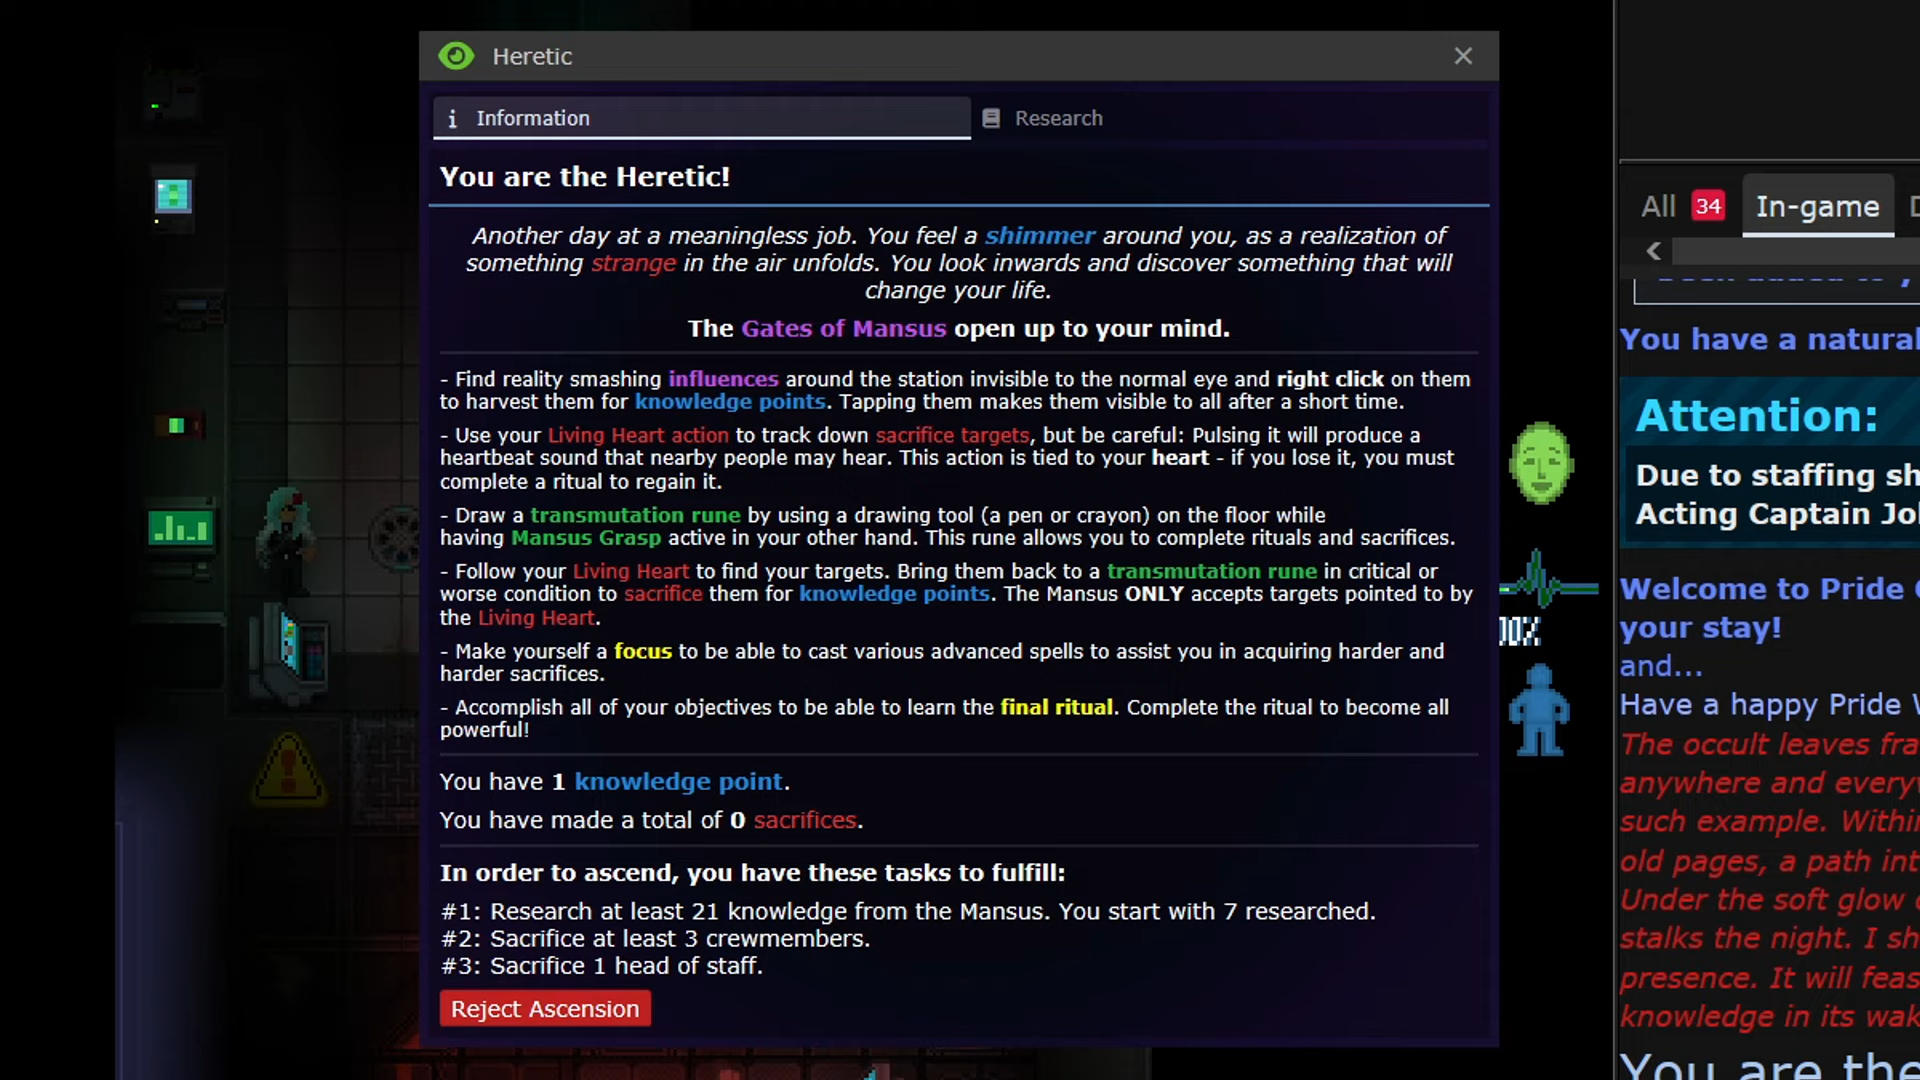 Heretic
Information
Research
You are the Heretic!
Another day at a meaningless job. You feel a shimmer around you, as a realization of
something strange in the air unfolds. You look inwards and discover something that will
change your life.
The Gates of Mansus open up to your mind.
- Find reality smashing influences around the station invisible to the normal eye and right click on them
to harvest them for knowledge points. Tapping them makes them visible to all after a short time.
- Use your Living Heart action to track down sacrifice targets, but be careful: Pulsing it will produce a
heartbeat sound that nearby people may hear. This action is tied to your heart - if you lose it, you must
complete a ritual to regain it.
- Draw a transmutation rune by using a drawing tool (a pen or crayon) on the floor while
having Mansus Grasp active in your other hand. This rune allows you to complete rituals and sacrifices.
- Follow your Living Heart to find your targets. Bring them back to a transmutation rune in critical or
worse condition to sacrifice them for knowledge points. The Mansus ONLY accepts targets pointed to by
the Living Heart.
- Make yourself a focus to be able to cast various advanced spells to assist you in acquiring harder and
harder sacrifices.
- Accomplish all of your objectives to be able to learn the final ritual. Complete the ritual to become all
powerful!
You have 1 knowledge point.
You have made a total of 0 sacrifices.
In order to ascend, you have these tasks to fulfill:
#1: Research at least 21 knowledge from the Mansus. You start with 7 researched.
#2: Sacrifice at least 3 crewmembers.
#3: Sacrifice 1 head of staff.
Reject Ascension
All 34 In-game
You have a natural
Attention:
Due to staffing sh
Acting Captain Jo
Welcome to Pride
your stay!
and...
Have a happy Pride
The occult leaves fra
anywhere and every
such example. Within
old pages, a path int
Under the soft glow
stalks the night. I sh
presence. It will feas
knowledge in its wak
You are the